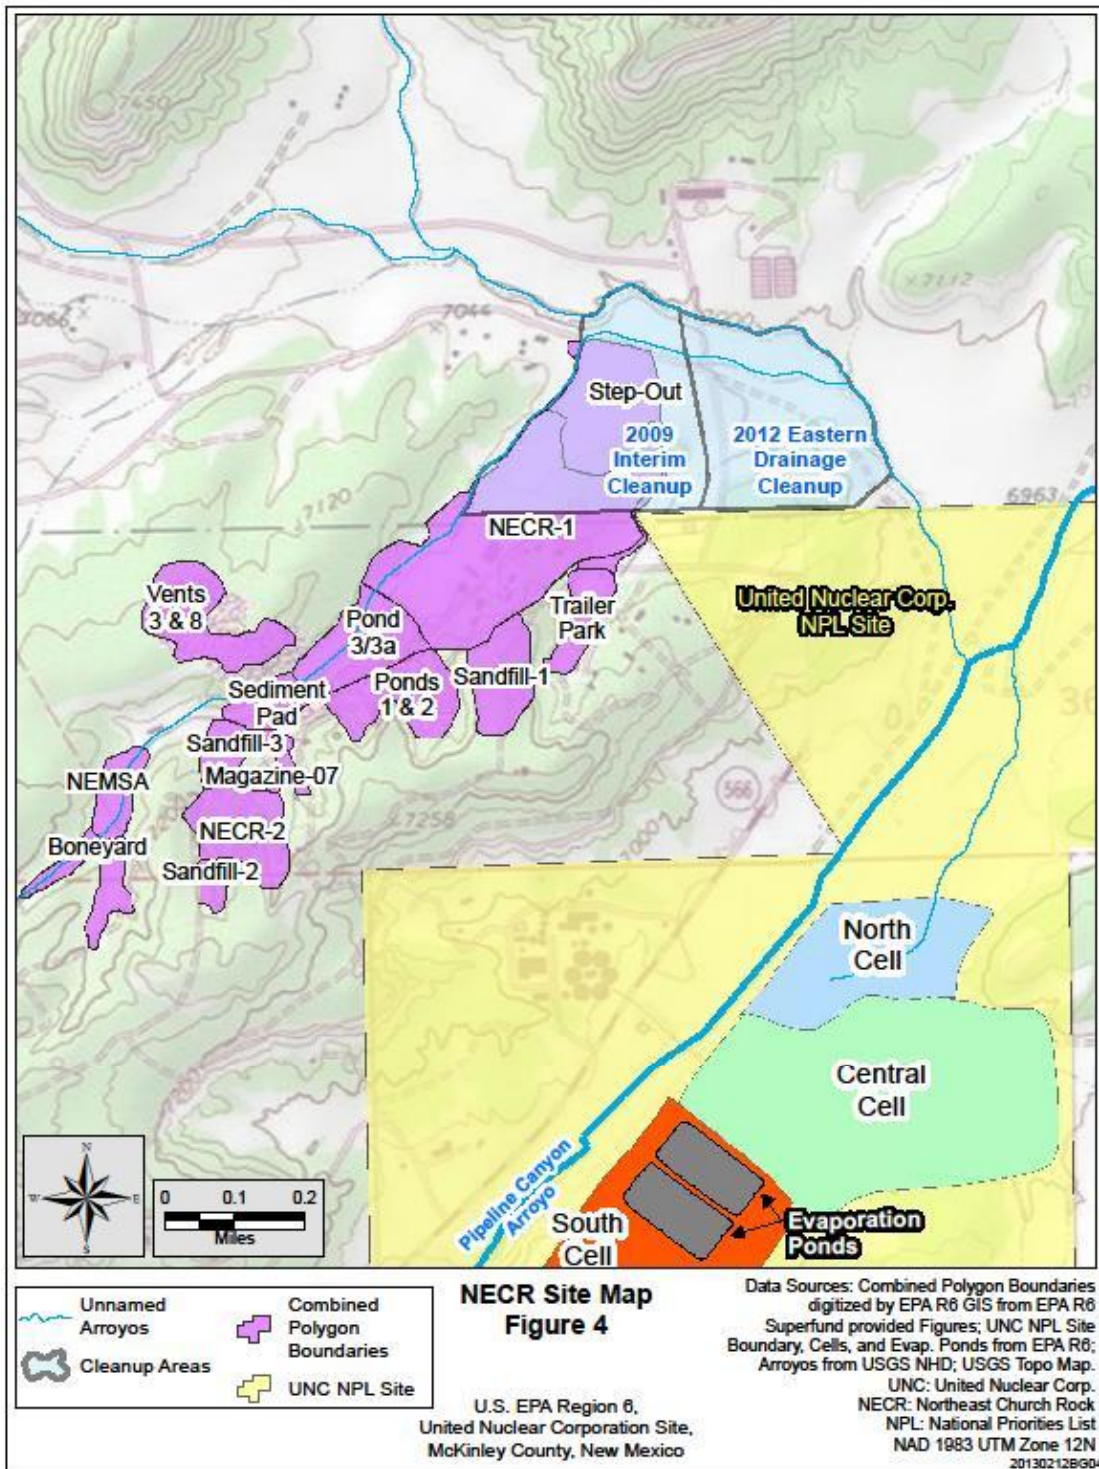 7450
7112
7066
7044
7000
Step-Out
2009
Interim
Cleanup
2012 Eastern
Drainage
Cleanup
7120
6963
NECR-1
Vents
3 & 8
Pond
3/3a
Trailer
Park
United Nuclear Corp.
NPL Site
Sediment
Pad
Ponds
1 & 2
Sandfill-1
36
Sandfill-3
NEMSA
Magazine-07
566
7200
7258
7000
NECR-2
Boneyard
Sandfill-2
North
Cell
Central
Cell
Pipeline Canyon
Arroyo
South
Cell
Evaporation
Ponds
N
W E
S
0 0.1 0.2
Miles
Unnamed
Arroyos
Cleanup Areas
Combined
Polygon
Boundaries
UNC NPL Site
NECR Site Map
Figure 4
U.S. EPA Region 6,
United Nuclear Corporation Site,
McKinley County, New Mexico
Data Sources: Combined Polygon Boundaries
digitized by EPA R6 GIS from EPA R6
Superfund provided Figures; UNC NPL Site
Boundary, Cells, and Evap. Ponds from EPA R6;
Arroyos from USGS NHD; USGS Topo Map.
UNC: United Nuclear Corp.
NECR: Northeast Church Rock
NPL: National Priorities List
NAD 1983 UTM Zone 12N
20130212BG04